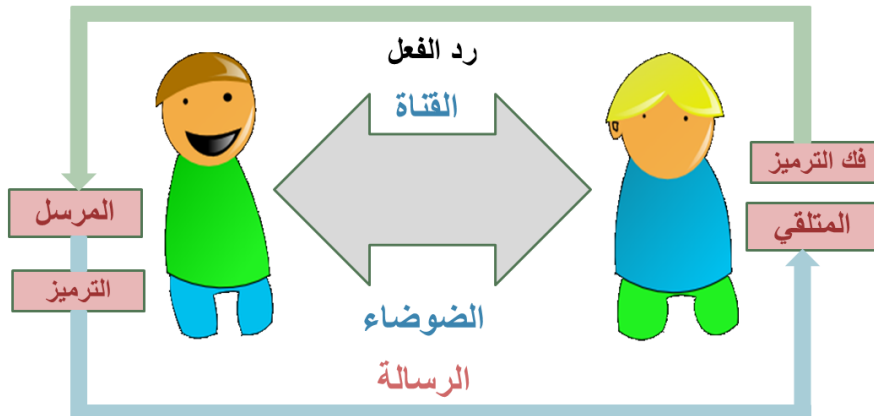 رد الفعل
القناة
فك الترميز
المرسل
المتلقي
الترميز
الضوضاء
الرسالة